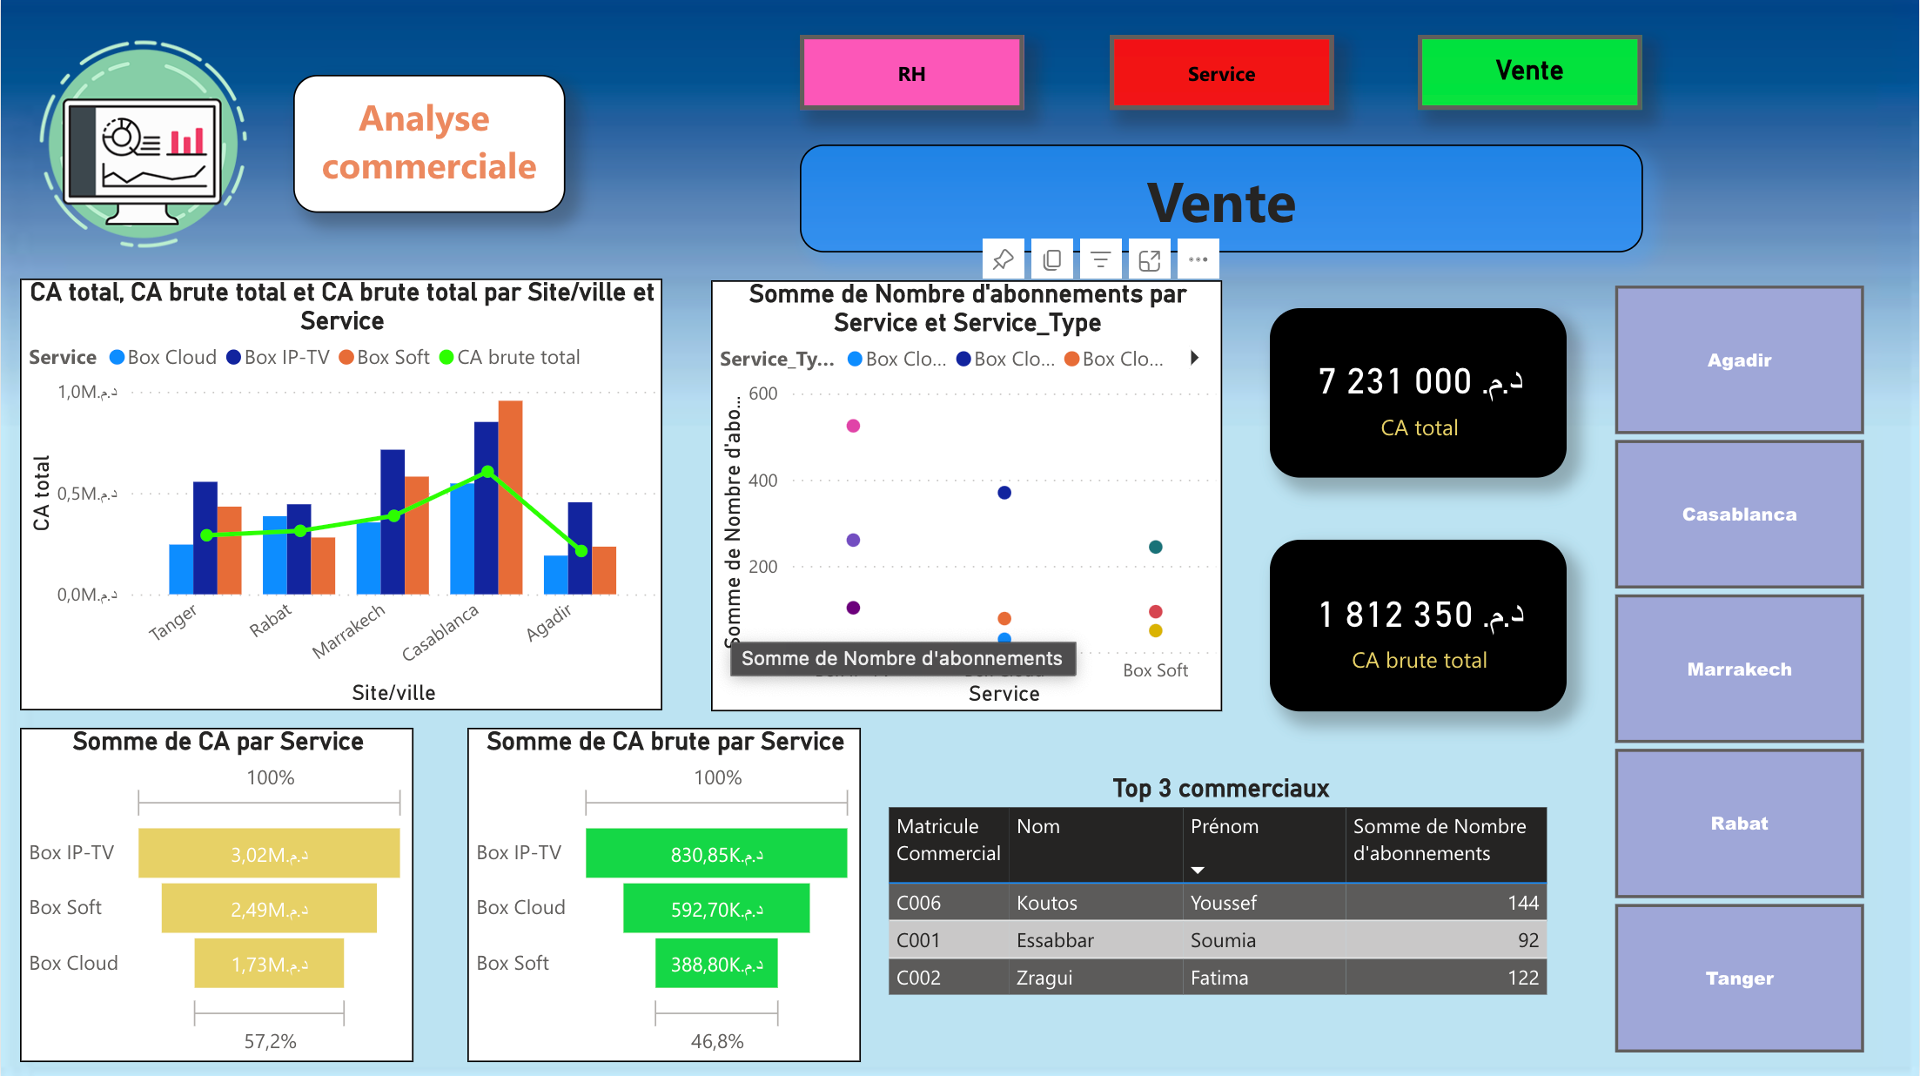 RH
Service
Vente
Analyse
commerciale
Vente
CA total, CA brute total et CA brute total par Site/ville et
Service
Service Box Cloud Box IP-TV Box Soft CA brute total
1,0M.د.م
0,5M.د.م
0,0M.د.م
CA total
Tanger
Rabat
Marrakech
Casablanca
Agadir
Site/ville
Somme de Nombre d'abonnements par
Service et Service_Type
Service_Ty... Box Clo... Box Clo... Box Clo...
600
400
200
Somme de Nombre d'abo...
Somme de Nombre d'abonnements
Box Soft
Service
7 231 000 د.م.
CA total
1 812 350 د.م.
CA brute total
Agadir
Casablanca
Marrakech
Rabat
Tanger
Somme de CA par Service
100%
Box IP-TV 3,02M.د.م
Box Soft 2,49M.د.م
Box Cloud 1,73M.د.م
57,2%
Somme de CA brute par Service
100%
Box IP-TV 830,85K.د.م
Box Cloud 592,70K.د.م
Box Soft 388,80K.د.م
46,8%
Top 3 commerciaux
Matricule Nom Prénom Somme de Nombre
Commercial d'abonnements
C006 Koutos Youssef 144
C001 Essabbar Soumia 92
C002 Zragui Fatima 122